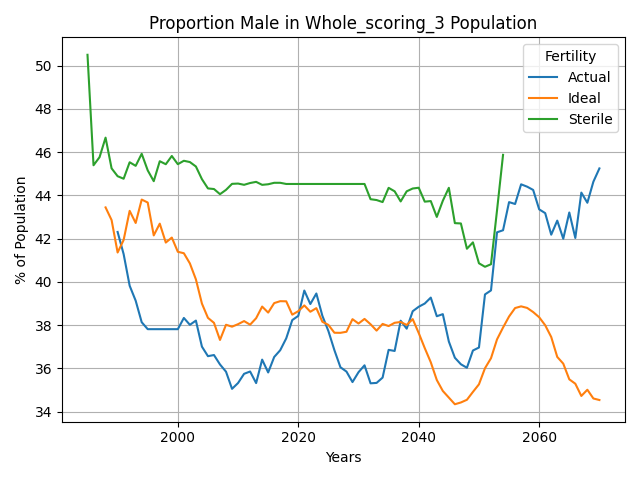 Proportion Male in Whole_scoring_3 Population
Fertility
Actual
Ideal
Sterile
% of Population
50
48
46
44
42
40
38
36
34
2000
2020
2040
2060
Years